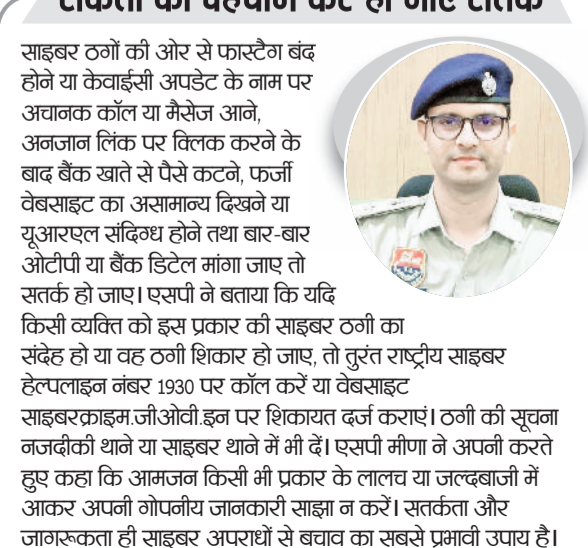 साइबर ठगों की ओर से फास्टैग बंद
होने या केवाईसी अपडेट के नाम पर
अचानक कॉल या मैसेज आने,
अनजान लिंक पर क्लिक करने के
बाद बैंक खाते से पैसे कटने, फर्जी
वेबसाइट का असामान्य दिखने या
यूआरएल संदिग्ध होने तथा बार-बार
ओटीपी या बैंक डिटेल मांगा जाए तो
सतर्क हो जाए। एसपी ने बताया कि यदि
किसी व्यक्ति को इस प्रकार की साइबर ठगी का
संदेह हो या वह ठगी शिकार हो जाए, तो तुरंत राष्ट्रीय साइबर
हेल्पलाइन नंबर 1930 पर कॉल करें या वेबसाइट
साइबरक्राइम.जीओवी.इन पर शिकायत दर्ज कराएं। ठगी की सूचना
नजदीकी थाने या साइबर थाने में भी दें। एसपी मीणा ने अपनी करते
हुए कहा कि आमजन किसी भी प्रकार के लालच या जल्दबाजी में
आकर अपनी गोपनीय जानकारी साझा न करें। सतर्कता और
जागरूकता ही साइबर अपराधों से बचाव का सबसे प्रभावी उपाय है।